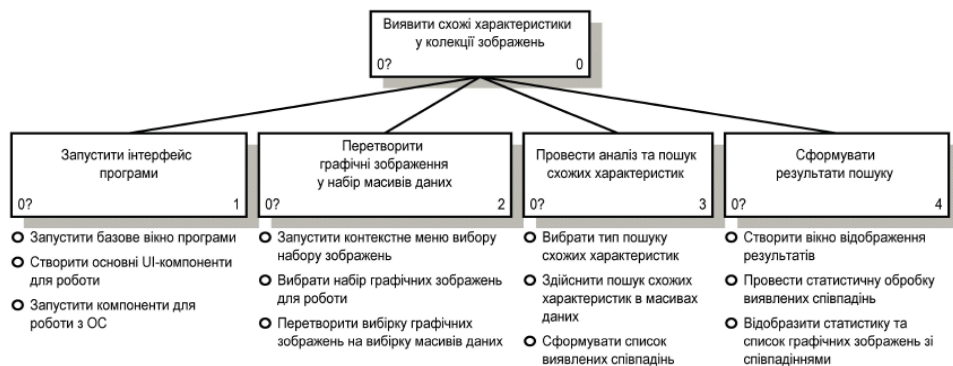 Виявити схожі характеристики
у колекції зображень
0? 0
Запустити інтерфейс
програми
0? 1
Перетворити
графічні зображення
у набір масивів даних
0? 2
Провести аналіз та пошук
схожих характеристик
0? 3
Сформувати
результати пошуку
0? 4
Запустити базове вікно програми
Створити основні UI-компоненти
для роботи
Запустити компоненти для
роботи з ОС
Запустити контекстне меню вибору
набору зображень
Вибрати набір графічних зображень
для роботи
Перетворити вибірку графічних
зображень на вибірку масивів даних
Вибрати тип пошуку
схожих характеристик
Здійснити пошук схожих
характеристик в масивах
даних
Сформувати список
виявлених співпадінь
Створити вікно відображення
результатів
Провести статистичну обробку
виявлених співпадінь
Відобразити статистику та
список графічних зображень зі
співпадіннями